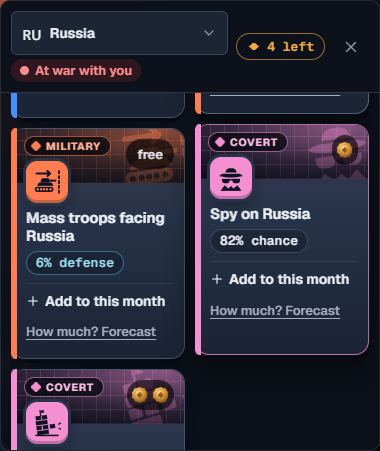 RU Russia
4 left
At war with you
MILITARY
free
Mass troops facing
Russia
6% defense
+ Add to this month
How much? Forecast
COVERT
Spy on Russia
82% chance
+ Add to this month
How much? Forecast
COVERT